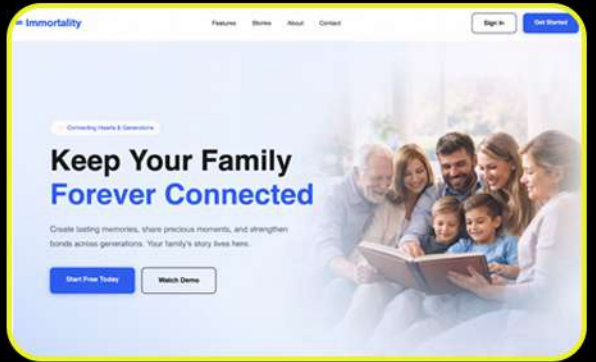 Immortality
Features Stories About Contact
Sign In
Get Started
Connecting Hearts & Generations
Keep Your Family
Forever Connected
Create lasting memories, share precious moments, and strengthen
bonds across generations. Your family's story lives here.
Start Free Today
Watch Demo